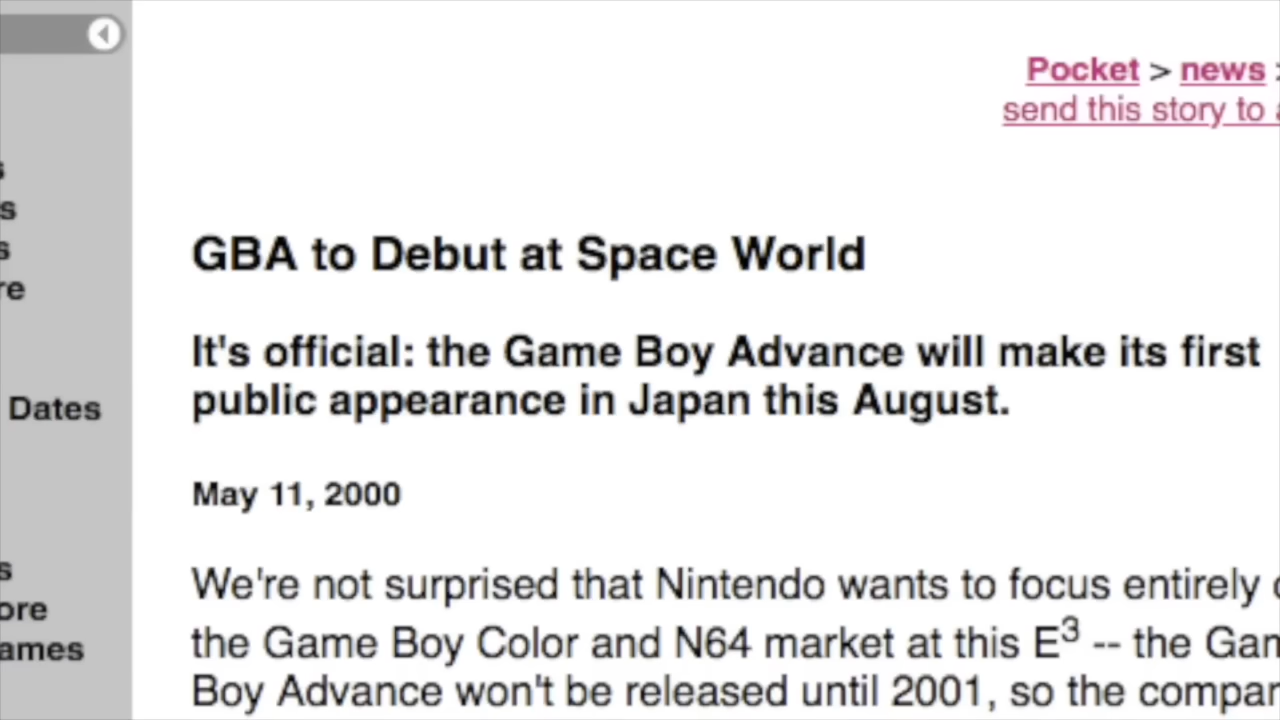 Pocket > news
send this story to
re
Dates
ore
ames
GBA to Debut at Space World
It's official: the Game Boy Advance will make its first
public appearance in Japan this August.
May 11, 2000
We're not surprised that Nintendo wants to focus entirely
the Game Boy Color and N64 market at this E3 -- the
Boy Advance won't be released until 2001, so the